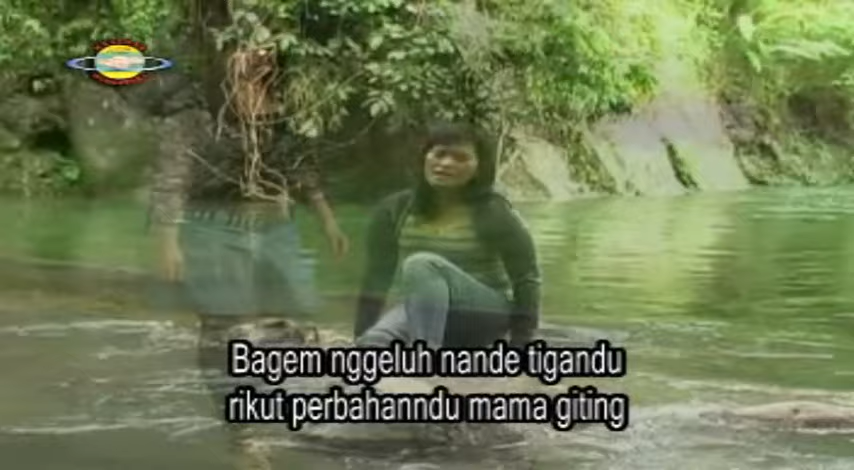 Bagem nggeluh nande tigandu
rikut perbahanndu mama giting